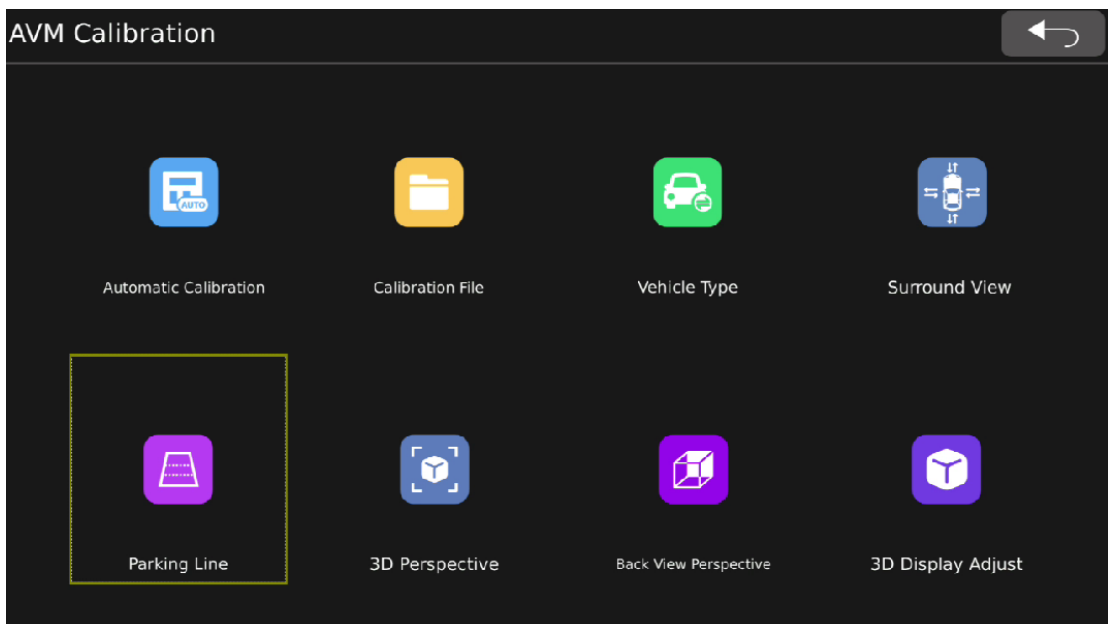 AVM Calibration
AUTO
Automatic Calibration
Calibration File
Vehicle Type
Surround View
Parking Line
3D Perspective
Back View Perspective
3D Display Adjust